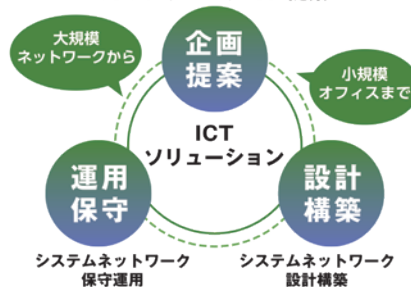 大規模
ネットワークから
企画
提案
小規模
オフィスまで
ICT
ソリューション
運用
保守
設計
構築
システムネットワーク
保守運用
システムネットワーク
設計構築